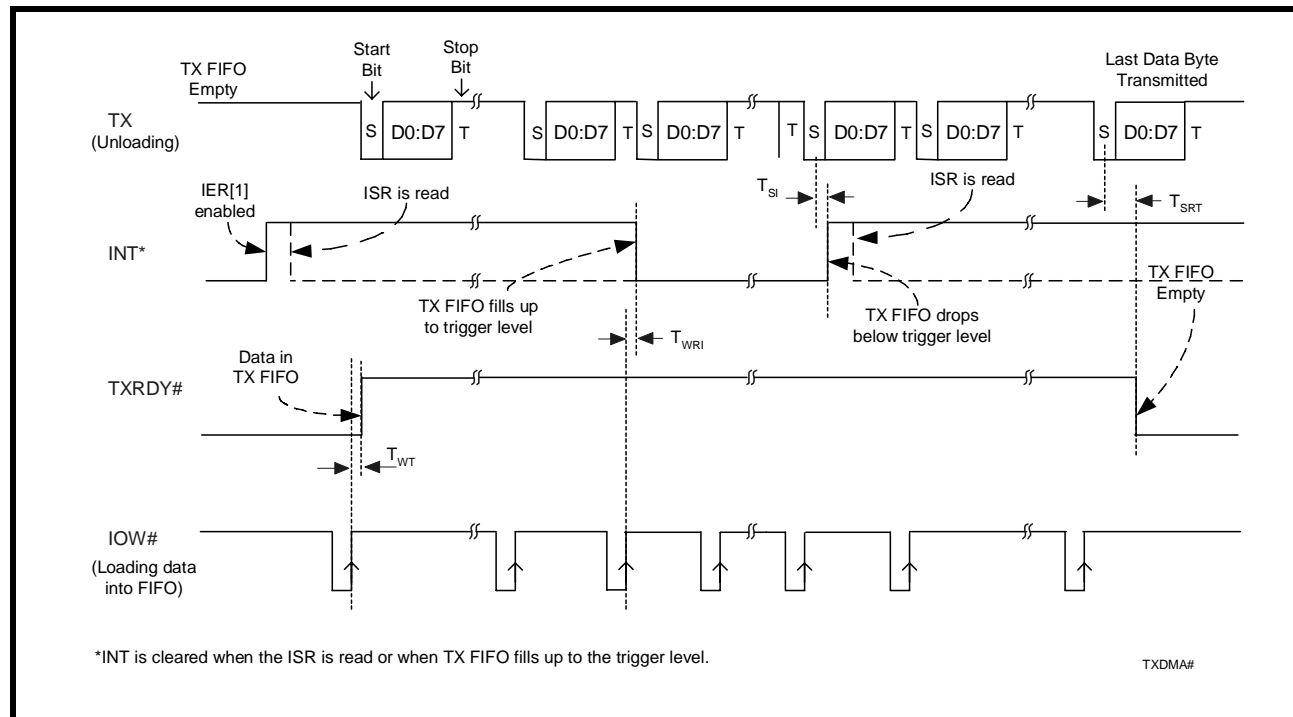 Start
Bit
Stop
Bit
TX FIFO
Empty
Last Data Byte
Transmitted
TX
(Unloading)
S D0:D7 T S D0:D7 T S D0:D7 T T S D0:D7 T S D0:D7 T S D0:D7 T
IER[1]
enabled
ISR is read
TSI
ISR is read
TSRT
INT*
TX FIFO fills up
to trigger level
TX FIFO drops
below trigger level
TX FIFO
Empty
TWRI
Data in
TX FIFO
TXRDY#
TWT
IOW#
(Loading data
into FIFO)
*INT is cleared when the ISR is read or when TX FIFO fills up to the trigger level.
TXDMA#